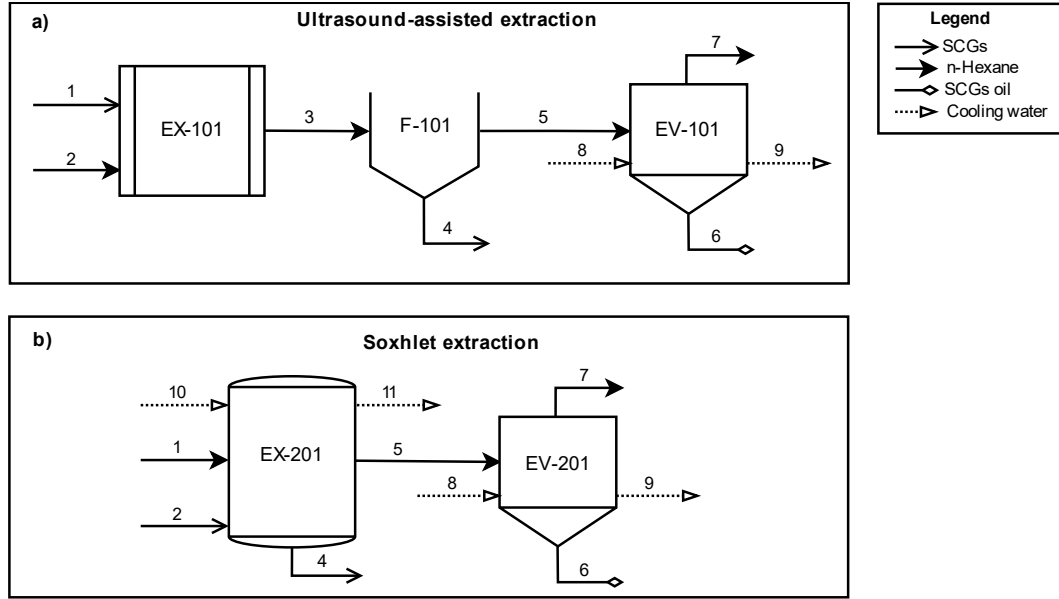 a)
Ultrasound-assisted extraction
1
2
EX-101
3
F-101
4
5
7
EV-101
8
9
6
Legend
SCGs
n-Hexane
SCGs oil
Cooling water
b)
Soxhlet extraction
10
11
1
EX-201
2
4
5
7
EV-201
8
9
6